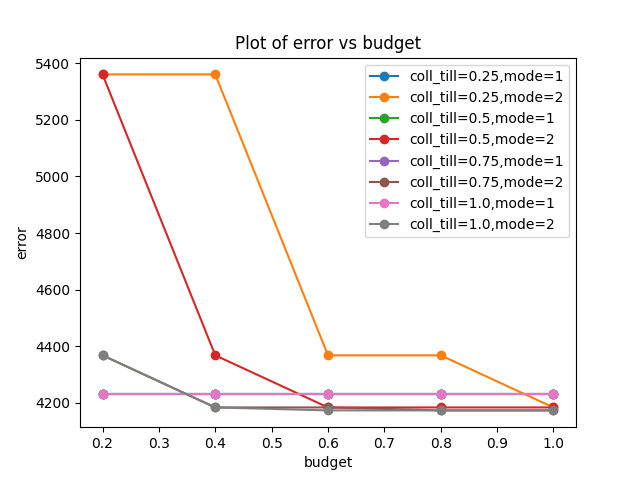 Plot of error vs budget
5400
5200
5000
4800
4600
4400
4200
error
0.2 0.3 0.4 0.5 0.6 0.7 0.8 0.9 1.0
budget
coll_till=0.25,mode=1
coll_till=0.25,mode=2
coll_till=0.5,mode=1
coll_till=0.5,mode=2
coll_till=0.75,mode=1
coll_till=0.75,mode=2
coll_till=1.0,mode=1
coll_till=1.0,mode=2